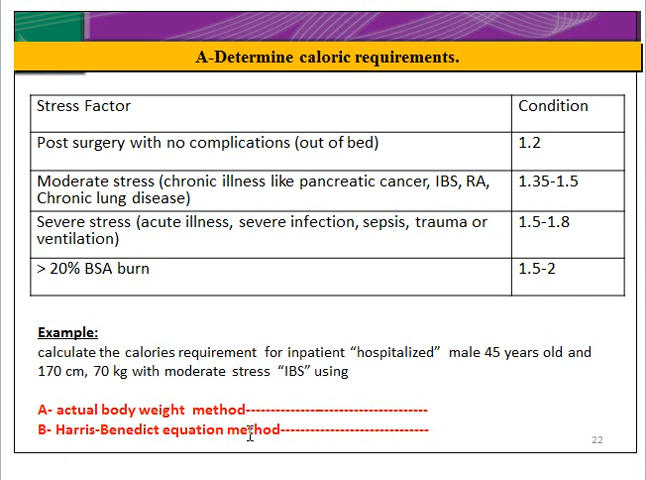 A-Determine caloric requirements.
Stress Factor Condition
Post surgery with no complications (out of bed) 1.2
Moderate stress (chronic illness like pancreatic cancer, IBS, RA, 1.35-1.5
Chronic lung disease)
Severe stress (acute illness, severe infection, sepsis, trauma or 1.5-1.8
ventilation)
> 20% BSA burn 1.5-2
Example:
calculate the calories requirement for inpatient “hospitalized” male 45 years old and
170 cm, 70 kg with moderate stress “IBS” using
A- actual body weight method-------------------------------------
B- Harris-Benedict equation method------------------------------
22